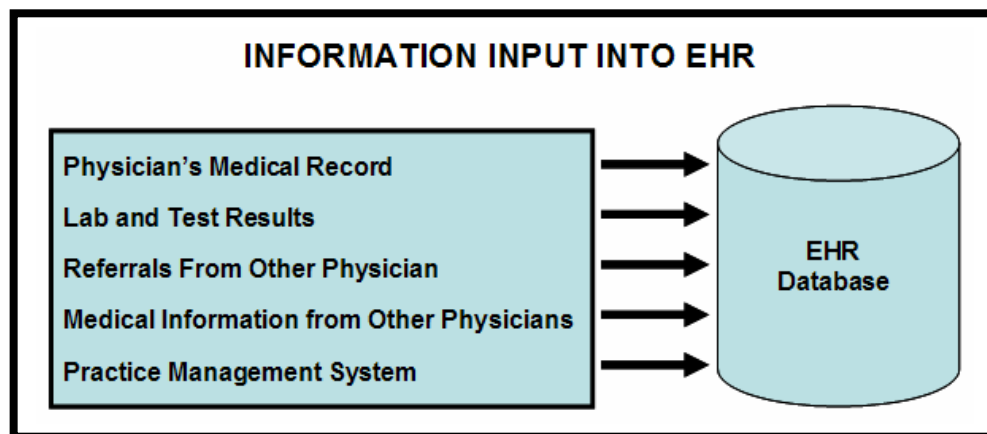 INFORMATION INPUT INTO EHR
Physician's Medical Record
Lab and Test Results
Referrals From Other Physician
Medical Information from Other Physicians
Practice Management System
EHR
Database